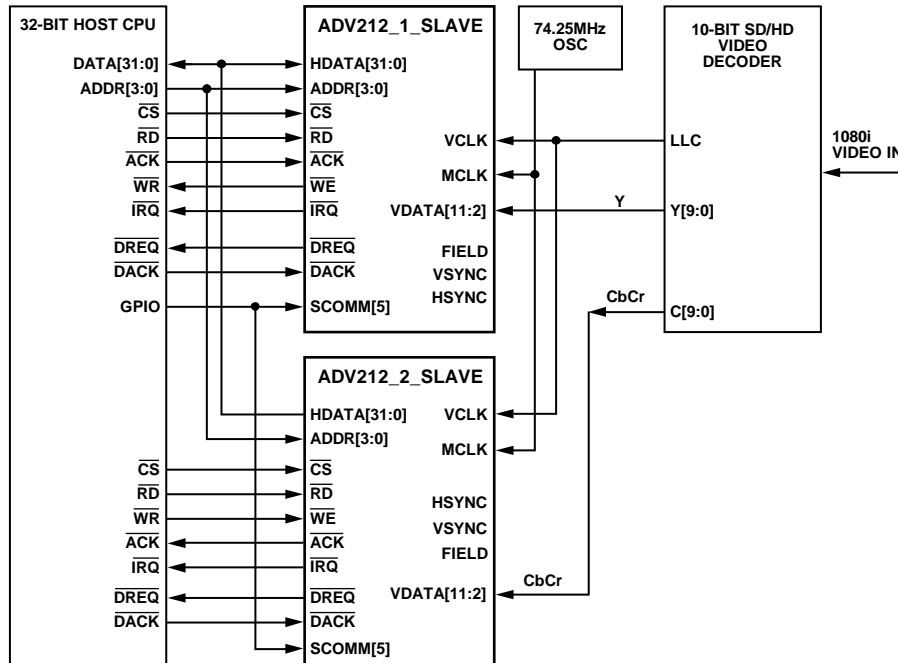 32-BIT HOST CPU
DATA[31:0]
ADDR[3:0]
CS
RD
ACK
WR
IRQ
DREQ
DACK
GPIO
CS
RD
WR
ACK
IRQ
DREQ
DACK
ADV212_1_SLAVE
HDATA[31:0]
ADDR[3:0]
CS
RD
ACK
WE
IRQ
DREQ
DACK
SCOMM[5]
VCLK
MCLK
VDATA[11:2]
FIELD
VSYNC
HSYNC
ADV212_2_SLAVE
HDATA[31:0]
ADDR[3:0]
CS
RD
WE
ACK
IRQ
DREQ
DACK
SCOMM[5]
VCLK
MCLK
HSYNC
VSYNC
FIELD
VDATA[11:2]
74.25MHz
OSC
10-BIT SD/HD
VIDEO
DECODER
LLC
Y[9:0]
C[9:0]
Y
CbCr
CbCr
1080i
VIDEO IN